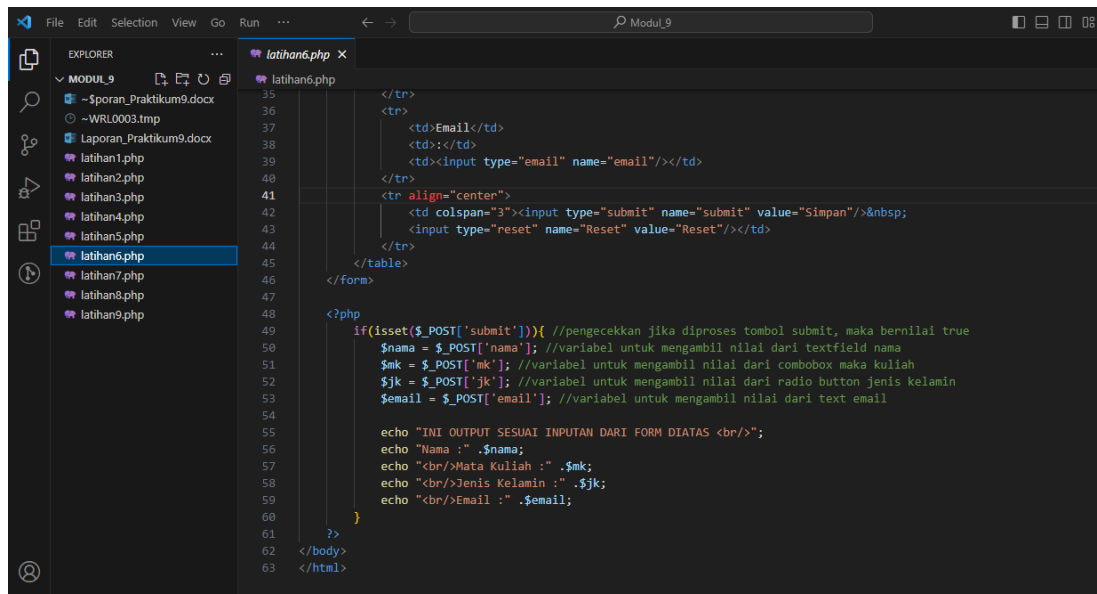 File Edit Selection View Go Run ··· ← → Modul_9
EXPLORER ···
MODUL_9
~$poran_Praktikum9.docx
~WRL0003.tmp
Laporan_Praktikum9.docx
latihan1.php
latihan2.php
latihan3.php
latihan4.php
latihan5.php
latihan6.php
latihan7.php
latihan8.php
latihan9.php
latihan6.php ×
latihan6.php
35 </tr>
36 <tr>
37 <td>Email</td>
38 <td>:</td>
39 <td><input type="email" name="email"/></td>
40 </tr>
41 <tr align="center">
42 <td colspan="3"><input type="submit" name="submit" value="Simpan"/>&nbsp;
43 <input type="reset" name="Reset" value="Reset"/></td>
44 </tr>
45 </table>
46 </form>
47
48 <?php
49 if(isset($_POST['submit'])){ //pengecekkan jika diproses tombol submit, maka bernilai true
50 $nama = $_POST['nama']; //variabel untuk mengambil nilai dari textfield nama
51 $mk = $_POST['mk']; //variabel untuk mengambil nilai dari combobox maka kuliah
52 $jk = $_POST['jk']; //variabel untuk mengambil nilai dari radio button jenis kelamin
53 $email = $_POST['email']; //variabel untuk mengambil nilai dari text email
54
55 echo "INI OUTPUT SESUAI INPUTAN DARI FORM DIATAS <br/>";
56 echo "Nama :" .$nama;
57 echo "<br/>Mata Kuliah :" .$mk;
58 echo "<br/>Jenis Kelamin :" .$jk;
59 echo "<br/>Email :" .$email;
60 }
61 ?>
62 </body>
63 </html>